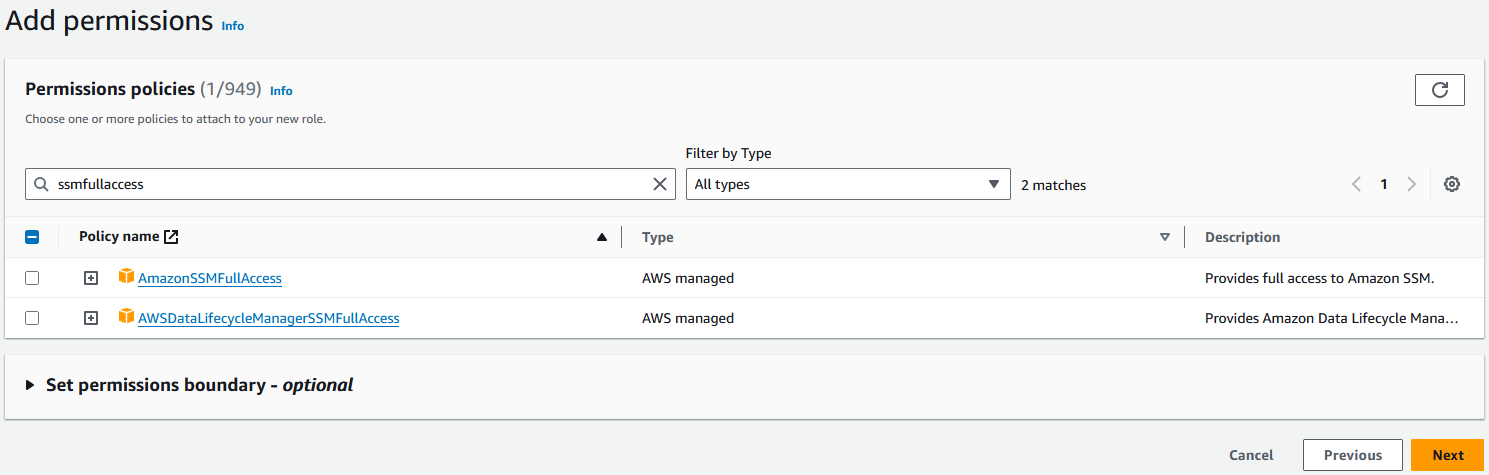 Add permissions Info
Permissions policies (1/949) Info
Choose one or more policies to attach to your new role.
Filter by Type
ssmfullaccess All types 2 matches 1
Policy name Type Description
AmazonSSMFullAccess AWS managed Provides full access to Amazon SSM.
AWSDataLifecycleManagerSSMFullAccess AWS managed Provides Amazon Data Lifecycle Mana…
Set permissions boundary - optional
Cancel Previous Next